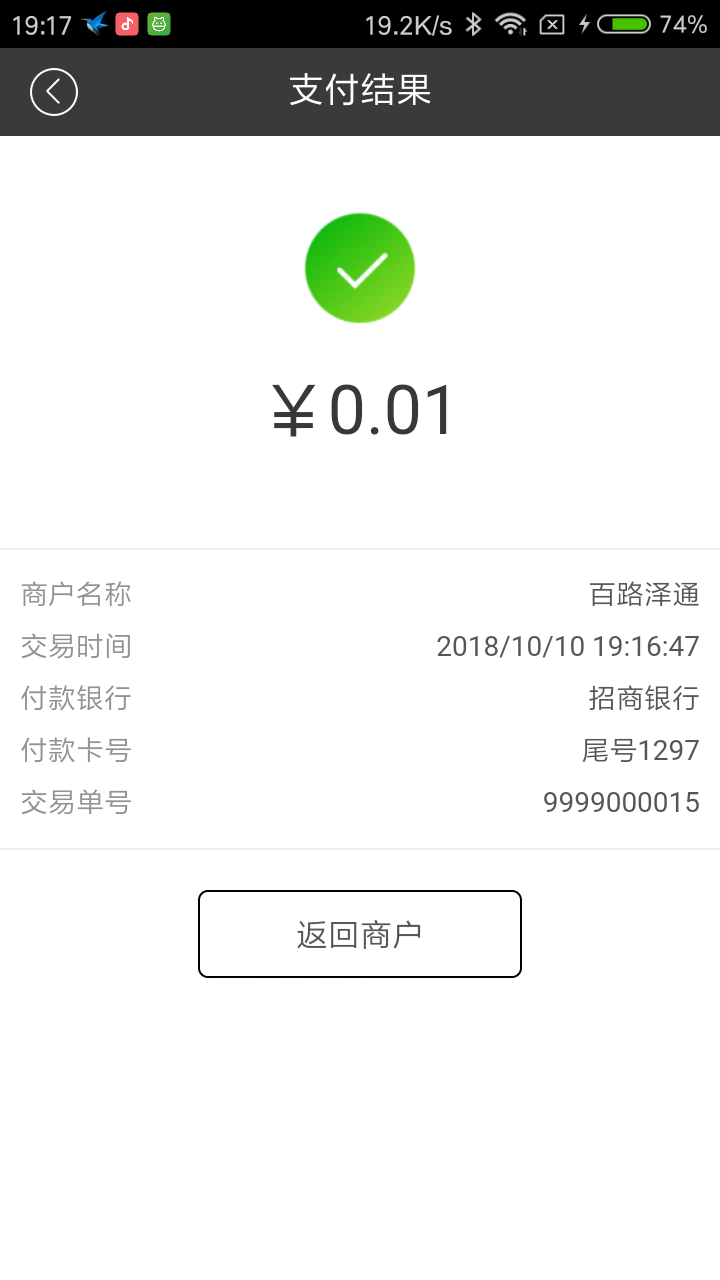 19:17 19.2K/s 74%
支付结果
¥0.01
商户名称 百路泽通
交易时间 2018/10/10 19:16:47
付款银行 招商银行
付款卡号 尾号1297
交易单号 9999000015
返回商户